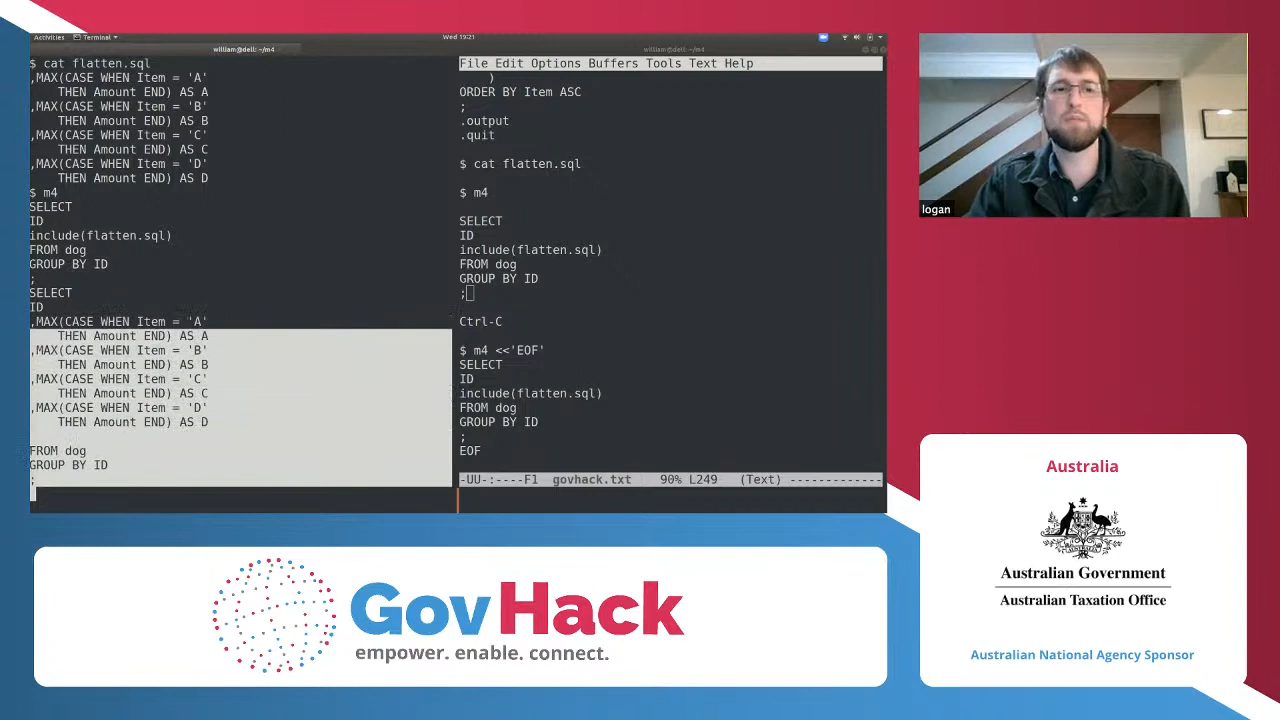 Activities Terminal Wed 19:21
william@dell: ~/m4
william@dell: ~/m4
$ cat flatten.sql
,MAX(CASE WHEN Item = 'A'
THEN Amount END) AS A
,MAX(CASE WHEN Item = 'B'
THEN Amount END) AS B
,MAX(CASE WHEN Item = 'C'
THEN Amount END) AS C
,MAX(CASE WHEN Item = 'D'
THEN Amount END) AS D
$ m4
SELECT
ID
include(flatten.sql)
FROM dog
GROUP BY ID
;
SELECT
ID
,MAX(CASE WHEN Item = 'A'
THEN Amount END) AS A
,MAX(CASE WHEN Item = 'B'
THEN Amount END) AS B
,MAX(CASE WHEN Item = 'C'
THEN Amount END) AS C
,MAX(CASE WHEN Item = 'D'
THEN Amount END) AS D
FROM dog
GROUP BY ID
;
File Edit Options Buffers Tools Text Help
)
ORDER BY Item ASC
;
.output
.quit
$ cat flatten.sql
$ m4
SELECT
ID
include(flatten.sql)
FROM dog
GROUP BY ID
;
Ctrl-C
$ m4 <<'EOF'
SELECT
ID
include(flatten.sql)
FROM dog
GROUP BY ID
;
EOF
-UU-:----F1 govhack.txt 90% L249 (Text) -------------
logan
Australia
Australian Government
Australian Taxation Office
Australian National Agency Sponsor
GovHack
empower. enable. connect.